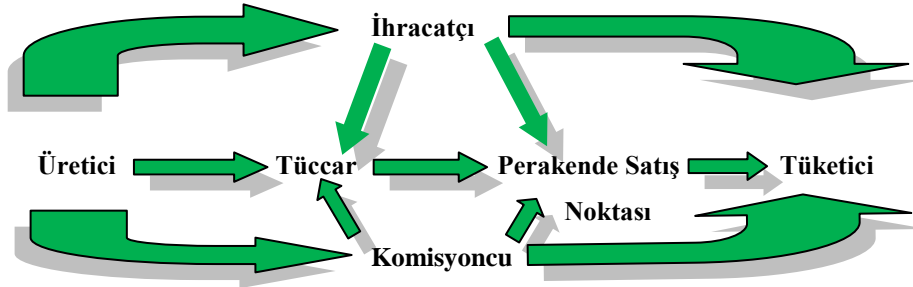 İhracatçı
Üretici Tüccar Perakende Satış Tüketici
Noktası
Komisyoncu